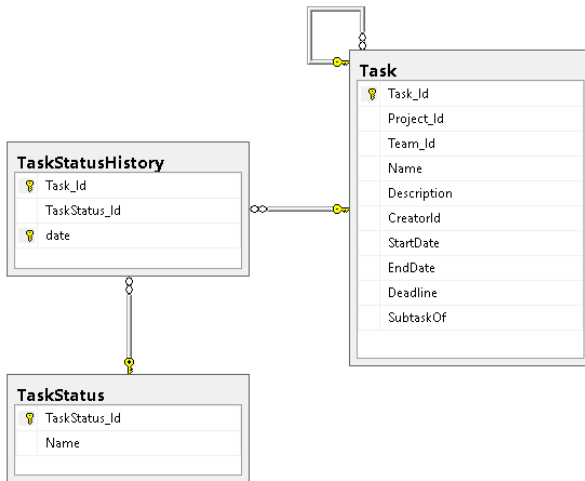 Task
Task_Id
Project_Id
Team_Id
Name
Description
CreatorId
StartDate
EndDate
Deadline
SubtaskOf
TaskStatusHistory
Task_Id
TaskStatus_Id
date
TaskStatus
TaskStatus_Id
Name